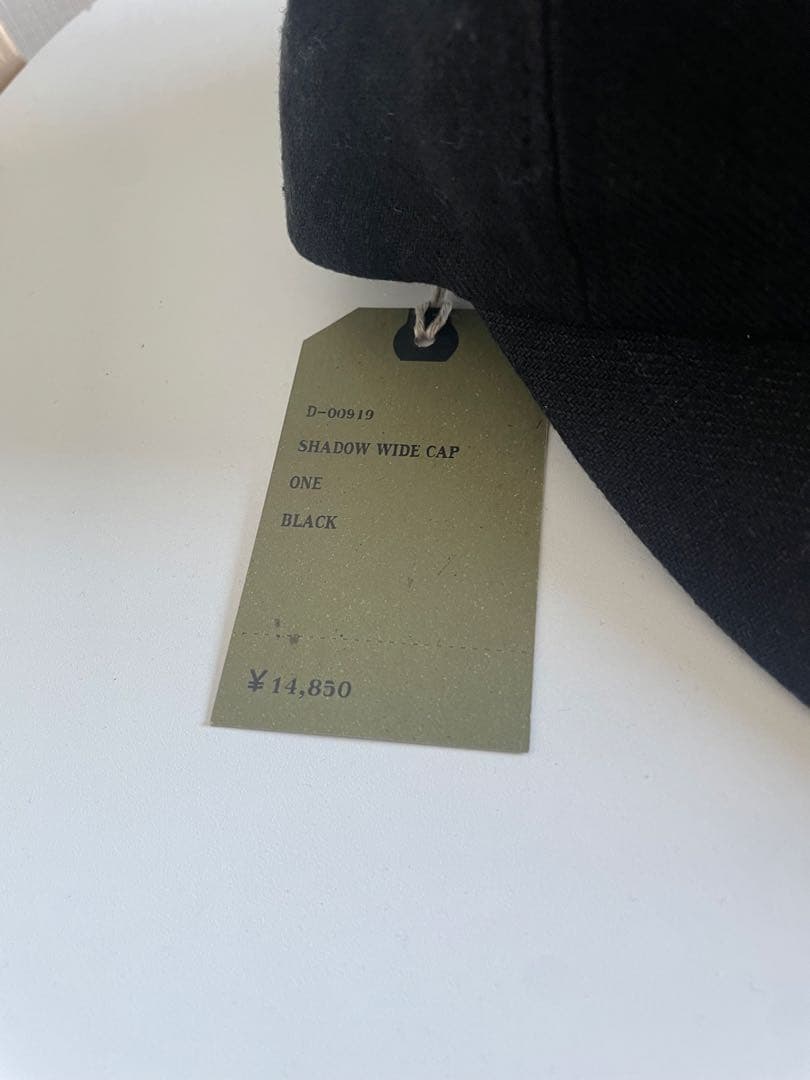 D-00919
SHADOW WIDE CAP
ONE
BLACK
¥14,850